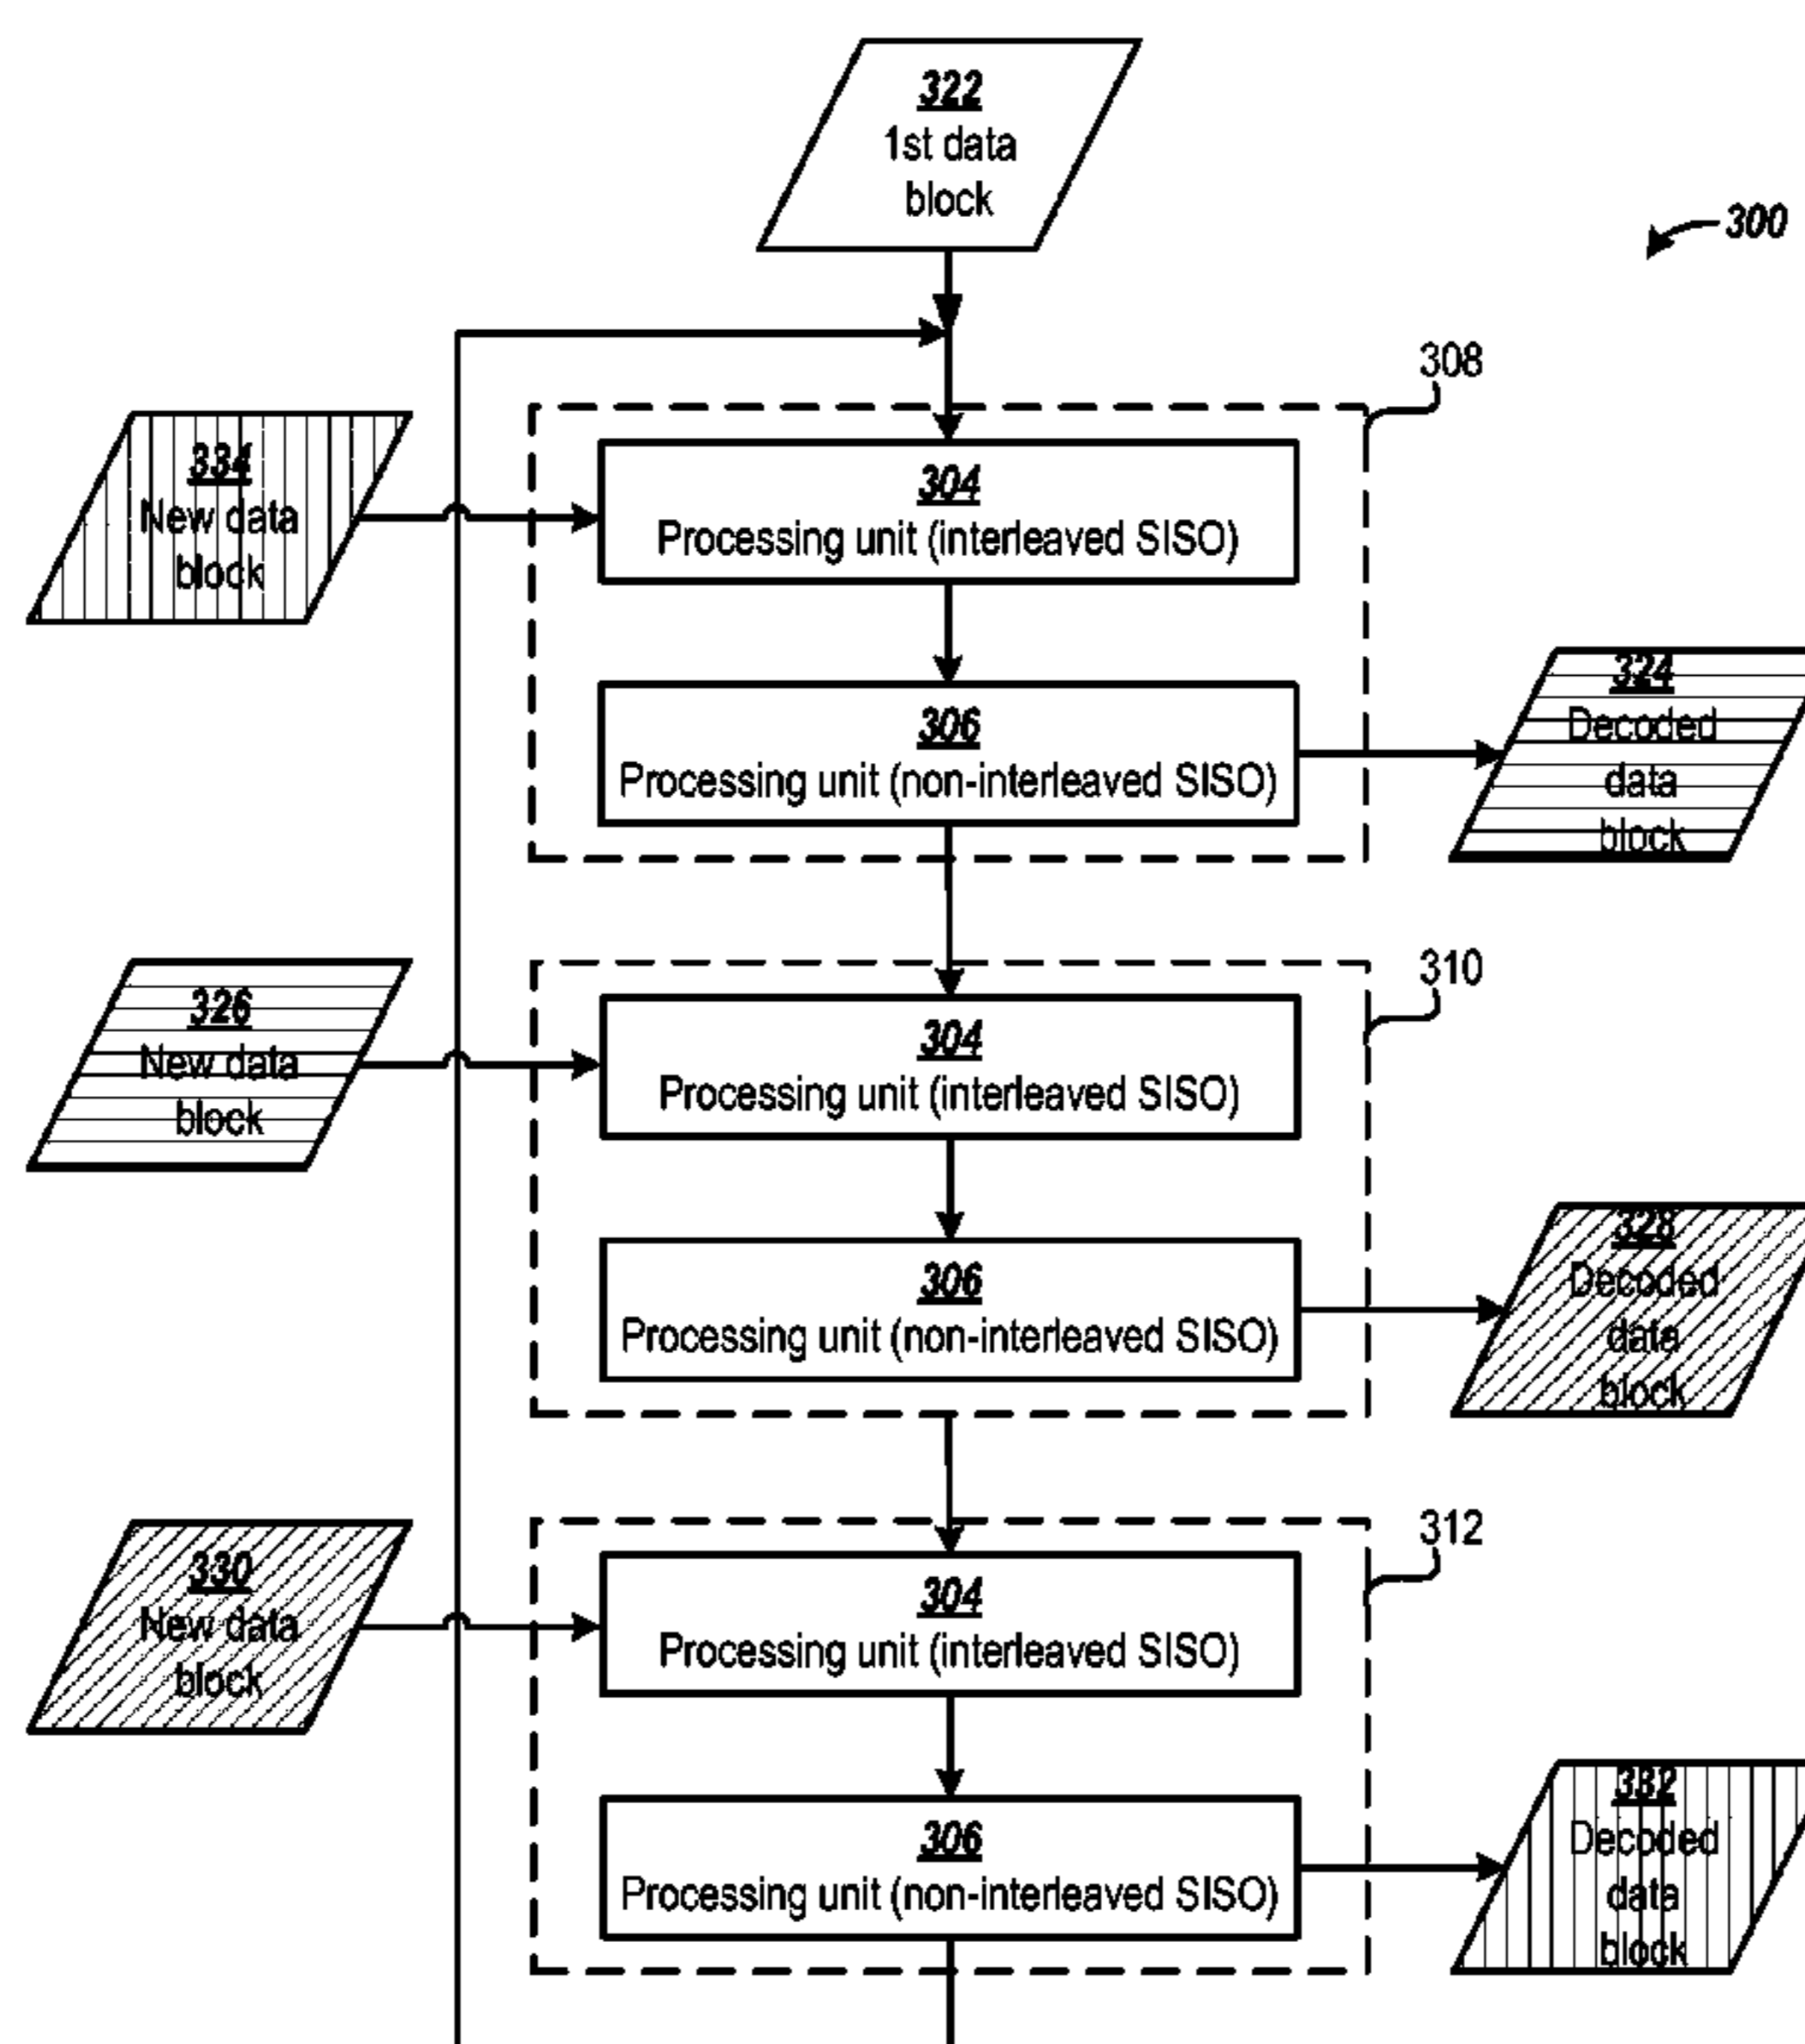 322
1st data
block
300
308
334
New data
block
304
Processing unit (interleaved SISO)
306
Processing unit (non-interleaved SISO)
324
Decoded
data
block
310
326
New data
block
304
Processing unit (interleaved SISO)
306
Processing unit (non-interleaved SISO)
328
Decoded
data
block
312
330
New data
block
304
Processing unit (interleaved SISO)
306
Processing unit (non-interleaved SISO)
332
Decoded
data
block